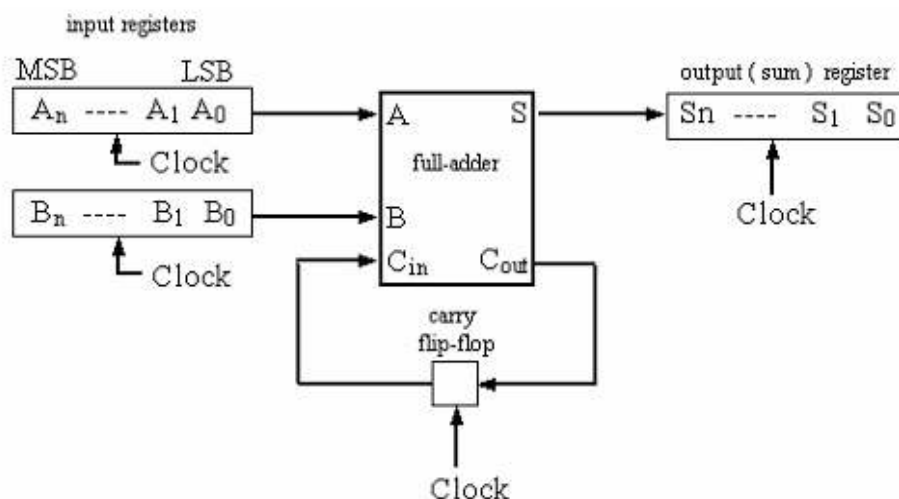 input registers
MSB LSB
Aₙ ---- A₁ A₀
Clock
Bₙ ---- B₁ B₀
Clock
A S
full-adder
B
Cᵢₙ Cₒᵤₜ
carry
flip-flop
Clock
output ( sum ) register
Sn ---- S₁ S₀
Clock